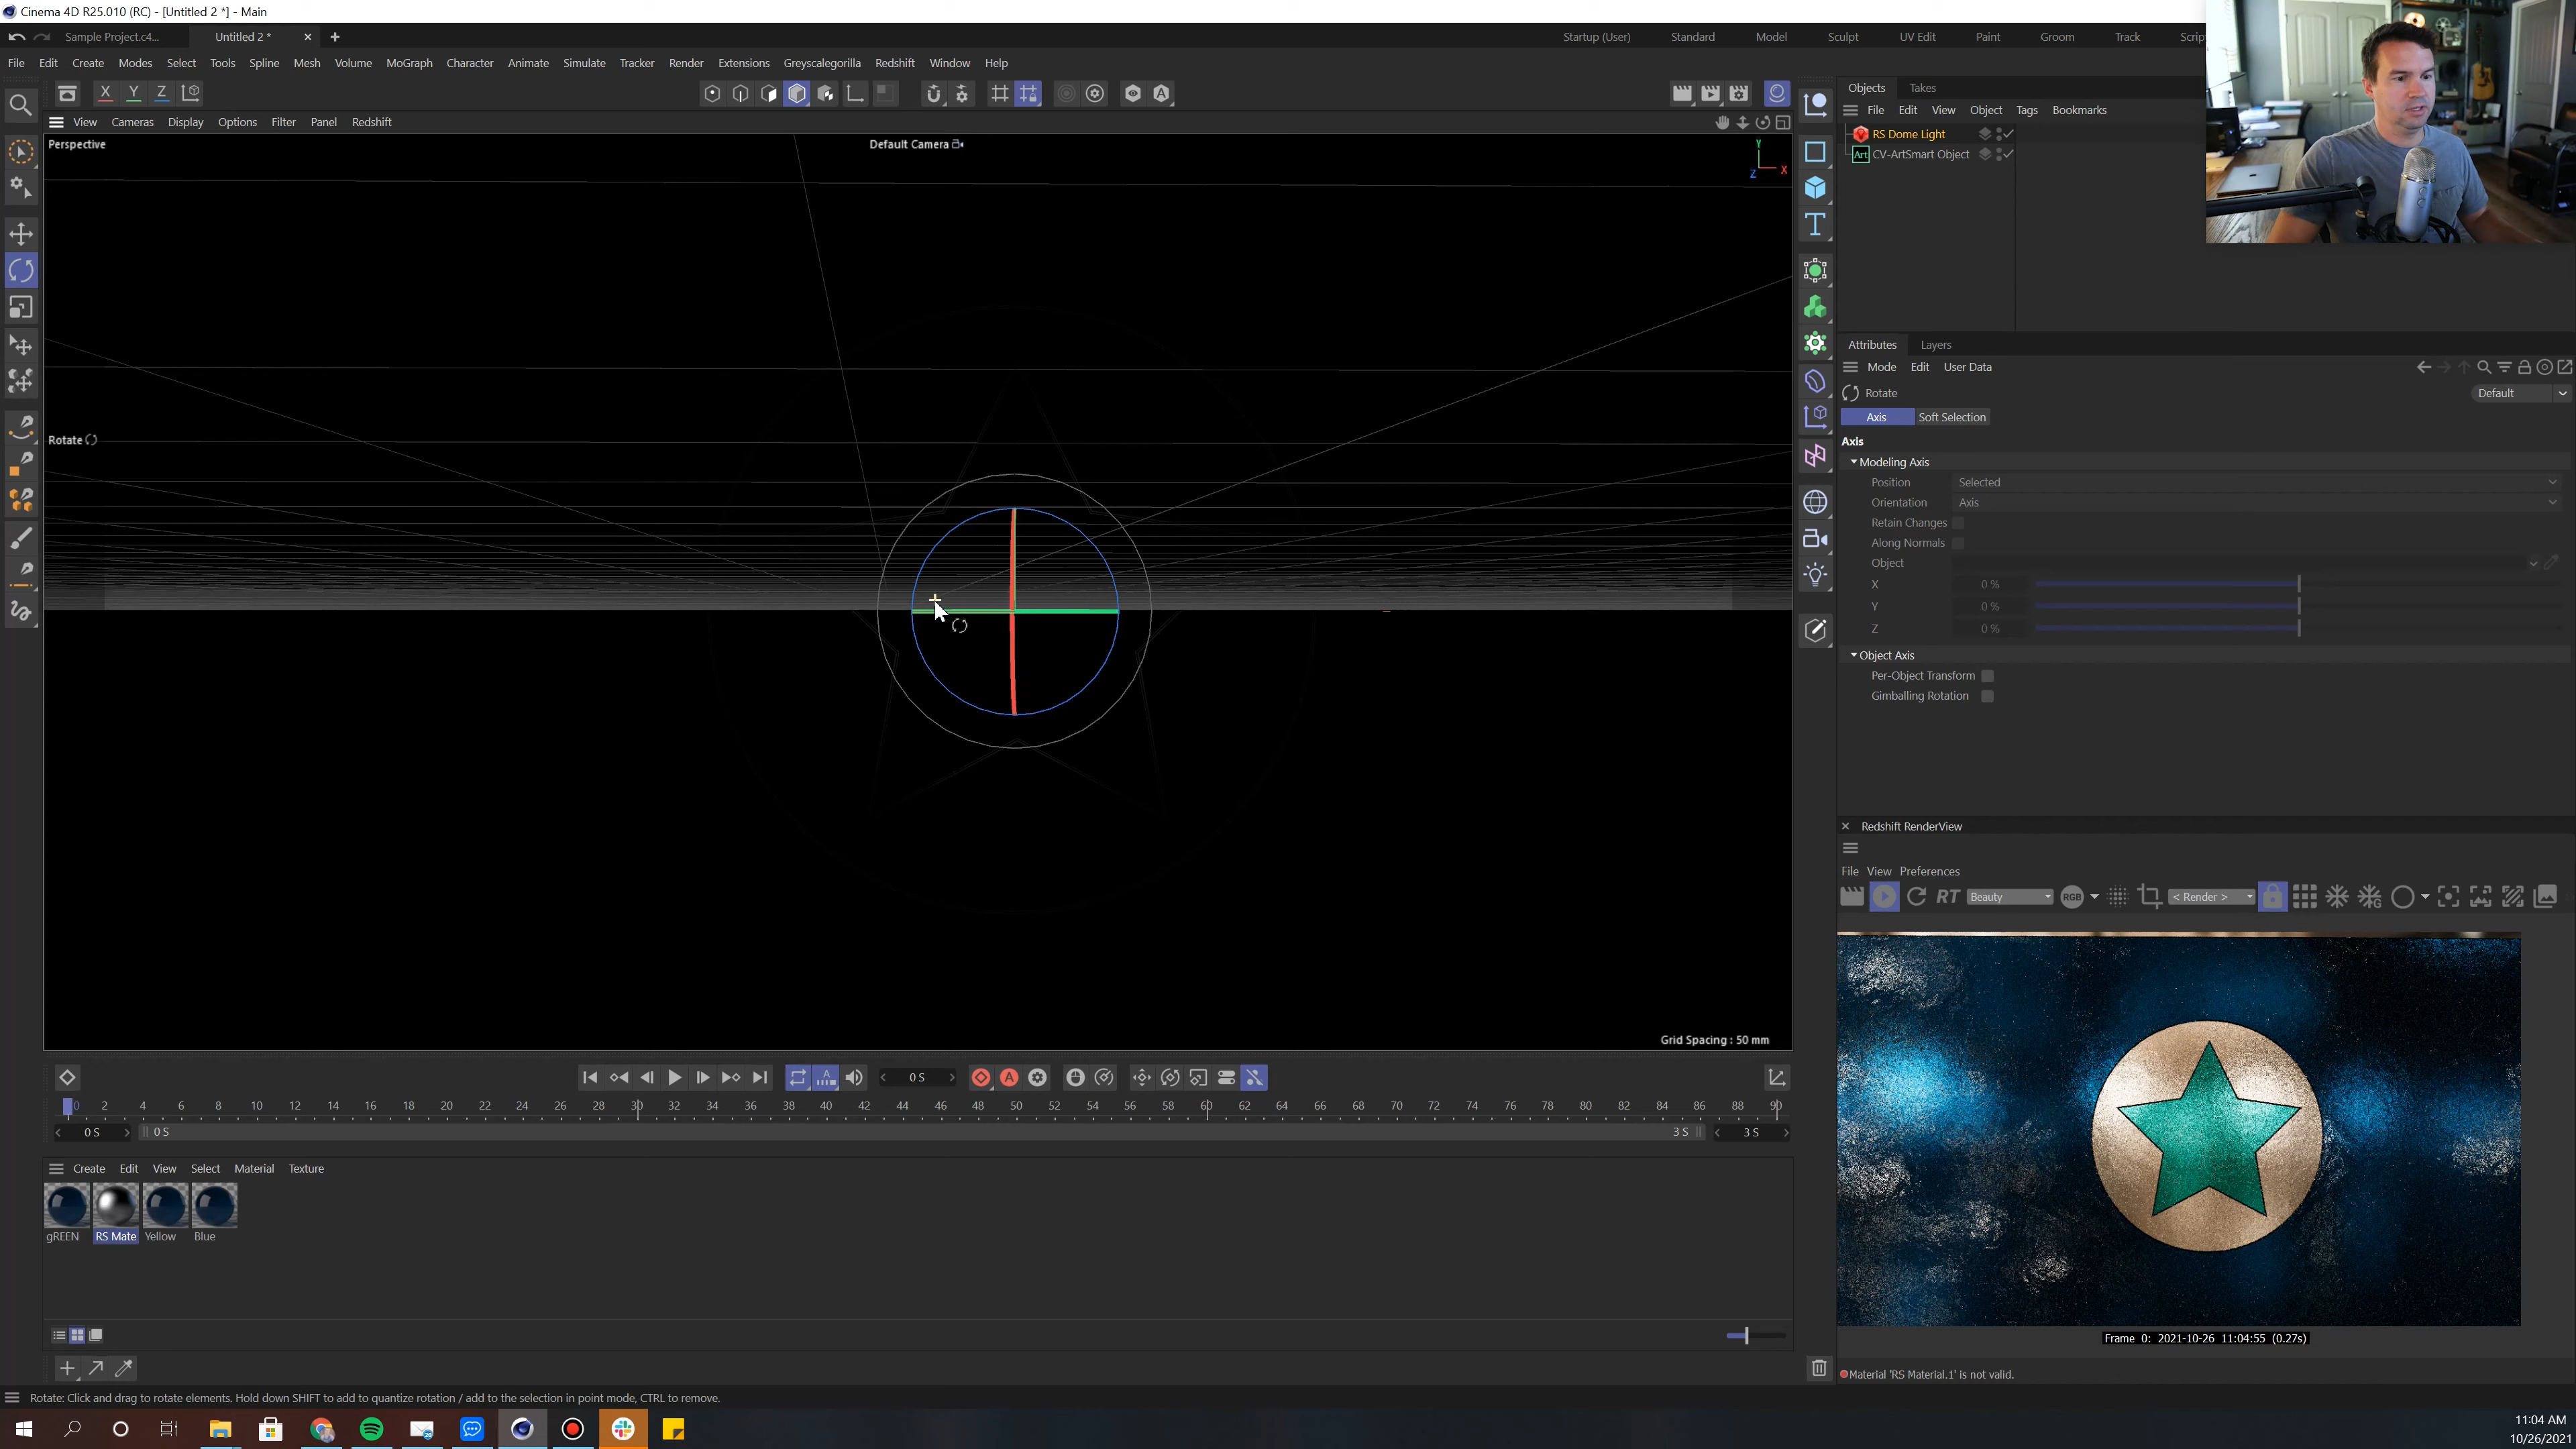 Cinema 4D R25.010 (RC) - [Untitled 2 *] - Main
Sample Project.c4...
Untitled 2 *
Startup (User) Standard Model Sculpt UV Edit Paint Groom Track Scrip
File Edit Create Modes Select Tools Spline Mesh Volume MoGraph Character Animate Simulate Tracker Render Extensions Greyscalegorilla Redshift Window Help
X Y Z
Objects Takes
File Edit View Object Tags Bookmarks
View Cameras Display Options Filter Panel Redshift
RS Dome Light
Art CV-ArtSmart Object
Perspective
Default Camera
Y
Z X
Rotate
Attributes Layers
Mode Edit User Data
Rotate
Default
Axis Soft Selection
Axis
Modeling Axis
Position Selected
Orientation Axis
Retain Changes
Along Normals
Object
X 0 %
Y 0 %
Z 0 %
Object Axis
Per-Object Transform
Gimballing Rotation
Redshift RenderView
File View Preferences
RT Beauty RGB < Render >
Grid Spacing : 50 mm
0 S
0 2 4 6 8 10 12 14 16 18 20 22 24 26 28 30 32 34 36 38 40 42 44 46 48 50 52 54 56 58 60 62 64 66 68 70 72 74 76 78 80 82 84 86 88 90
0 S 0 S 3 S 3 S
Create Edit View Select Material Texture
gREEN RS Mate Yellow Blue
Frame 0: 2021-10-26 11:04:55 (0.27s)
Material 'RS Material.1' is not valid.
Rotate: Click and drag to rotate elements. Hold down SHIFT to add to quantize rotation / add to the selection in point mode, CTRL to remove.
11:04 AM
10/26/2021